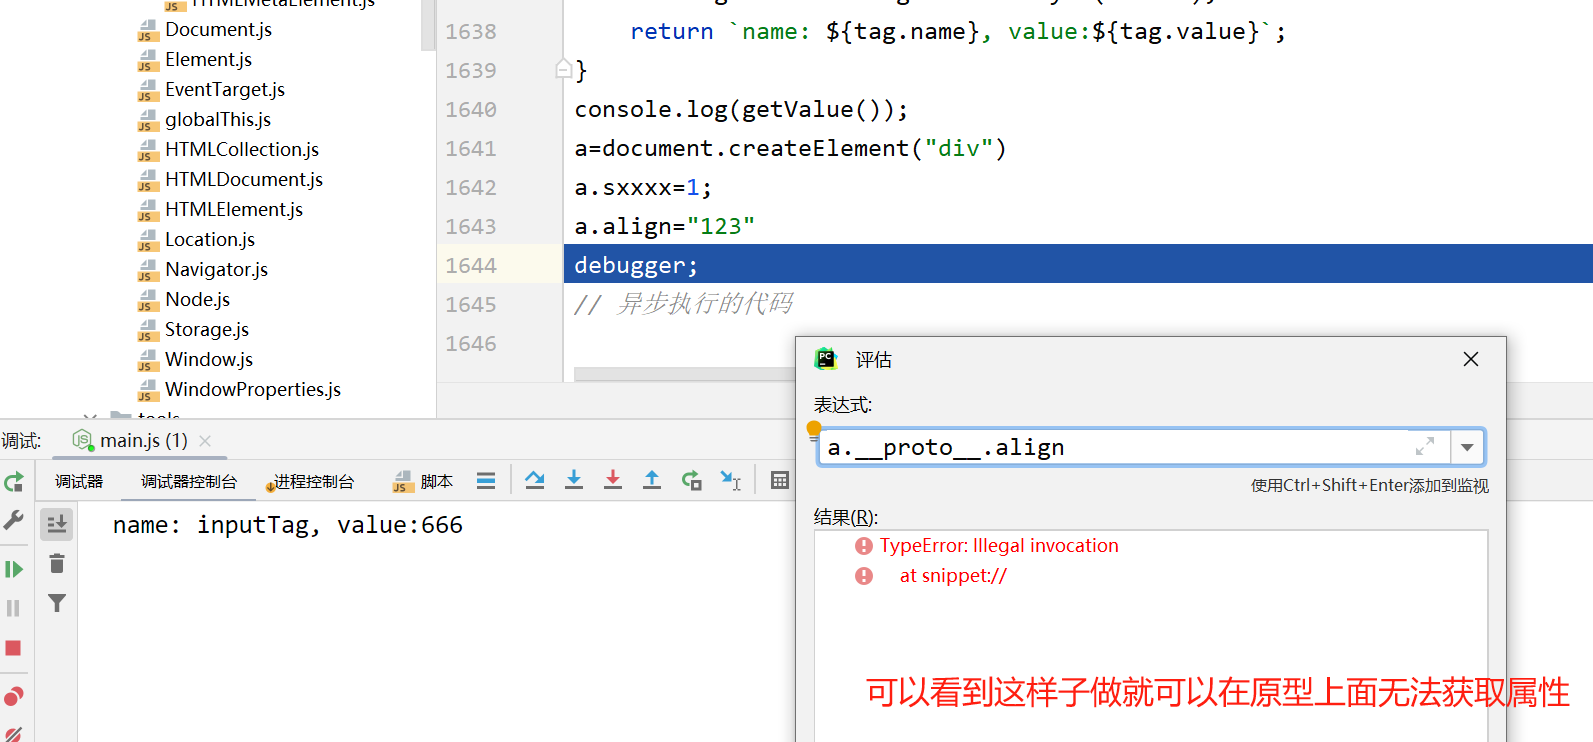 HTMLMetaElement.js
Document.js
Element.js
EventTarget.js
globalThis.js
HTMLCollection.js
HTMLDocument.js
HTMLElement.js
Location.js
Navigator.js
Node.js
Storage.js
Window.js
WindowProperties.js
tools
1638 return `name: ${tag.name}, value:${tag.value}`;
1639 }
1640 console.log(getValue());
1641 a=document.createElement("div")
1642 a.sxxxx=1;
1643 a.align="123"
1644 debugger;
1645 // 异步执行的代码
1646
调试: main.js (1)
调试器 调试器控制台 进程控制台 脚本
name: inputTag, value:666
评估
表达式:
a.__proto__.align
使用Ctrl+Shift+Enter添加到监视
结果(R):
TypeError: Illegal invocation
at snippet://
可以看到这样子做就可以在原型上面无法获取属性